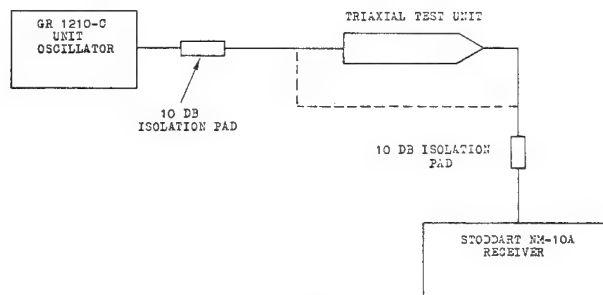 GR 1210-C
UNIT
OSCILLATOR
TRIAXIAL TEST UNIT
10 DB
ISOLATION PAD
10 DB ISOLATION
PAD
STODDART NM-10A
RECEIVER